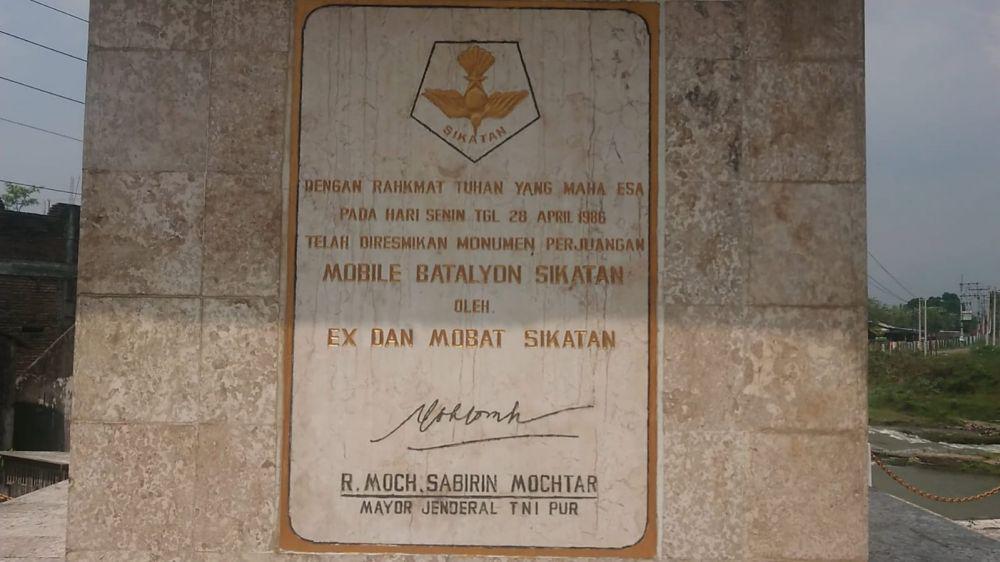 SIKATAN
DENGAN RAHKMAT TUHAN YANG MAHA ESA
PADA HARI SENIN TGL 28 APRIL 1986
TELAH DIRESMIKAN MONUMEN PERJUANGAN
MOBILE BATALYON SIKATAN
OLEH.
EX DAN MOBAT SIKATAN
R. MOCH. SABIRIN MOCHTAR
MAYOR JENDERAL TNI PUR